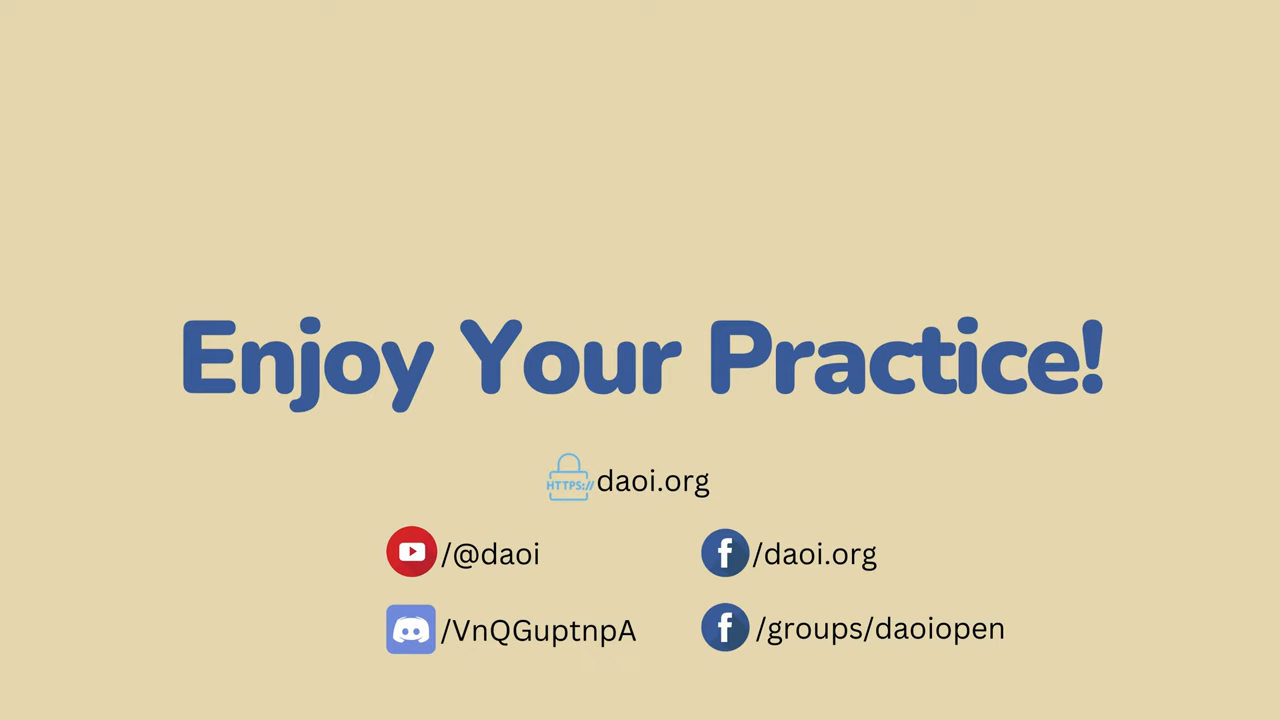 Enjoy Your Practice!
HTTPS:// daoi.org
/@daoi
/daoi.org
/VnQGuptnpA
/groups/daoiopen